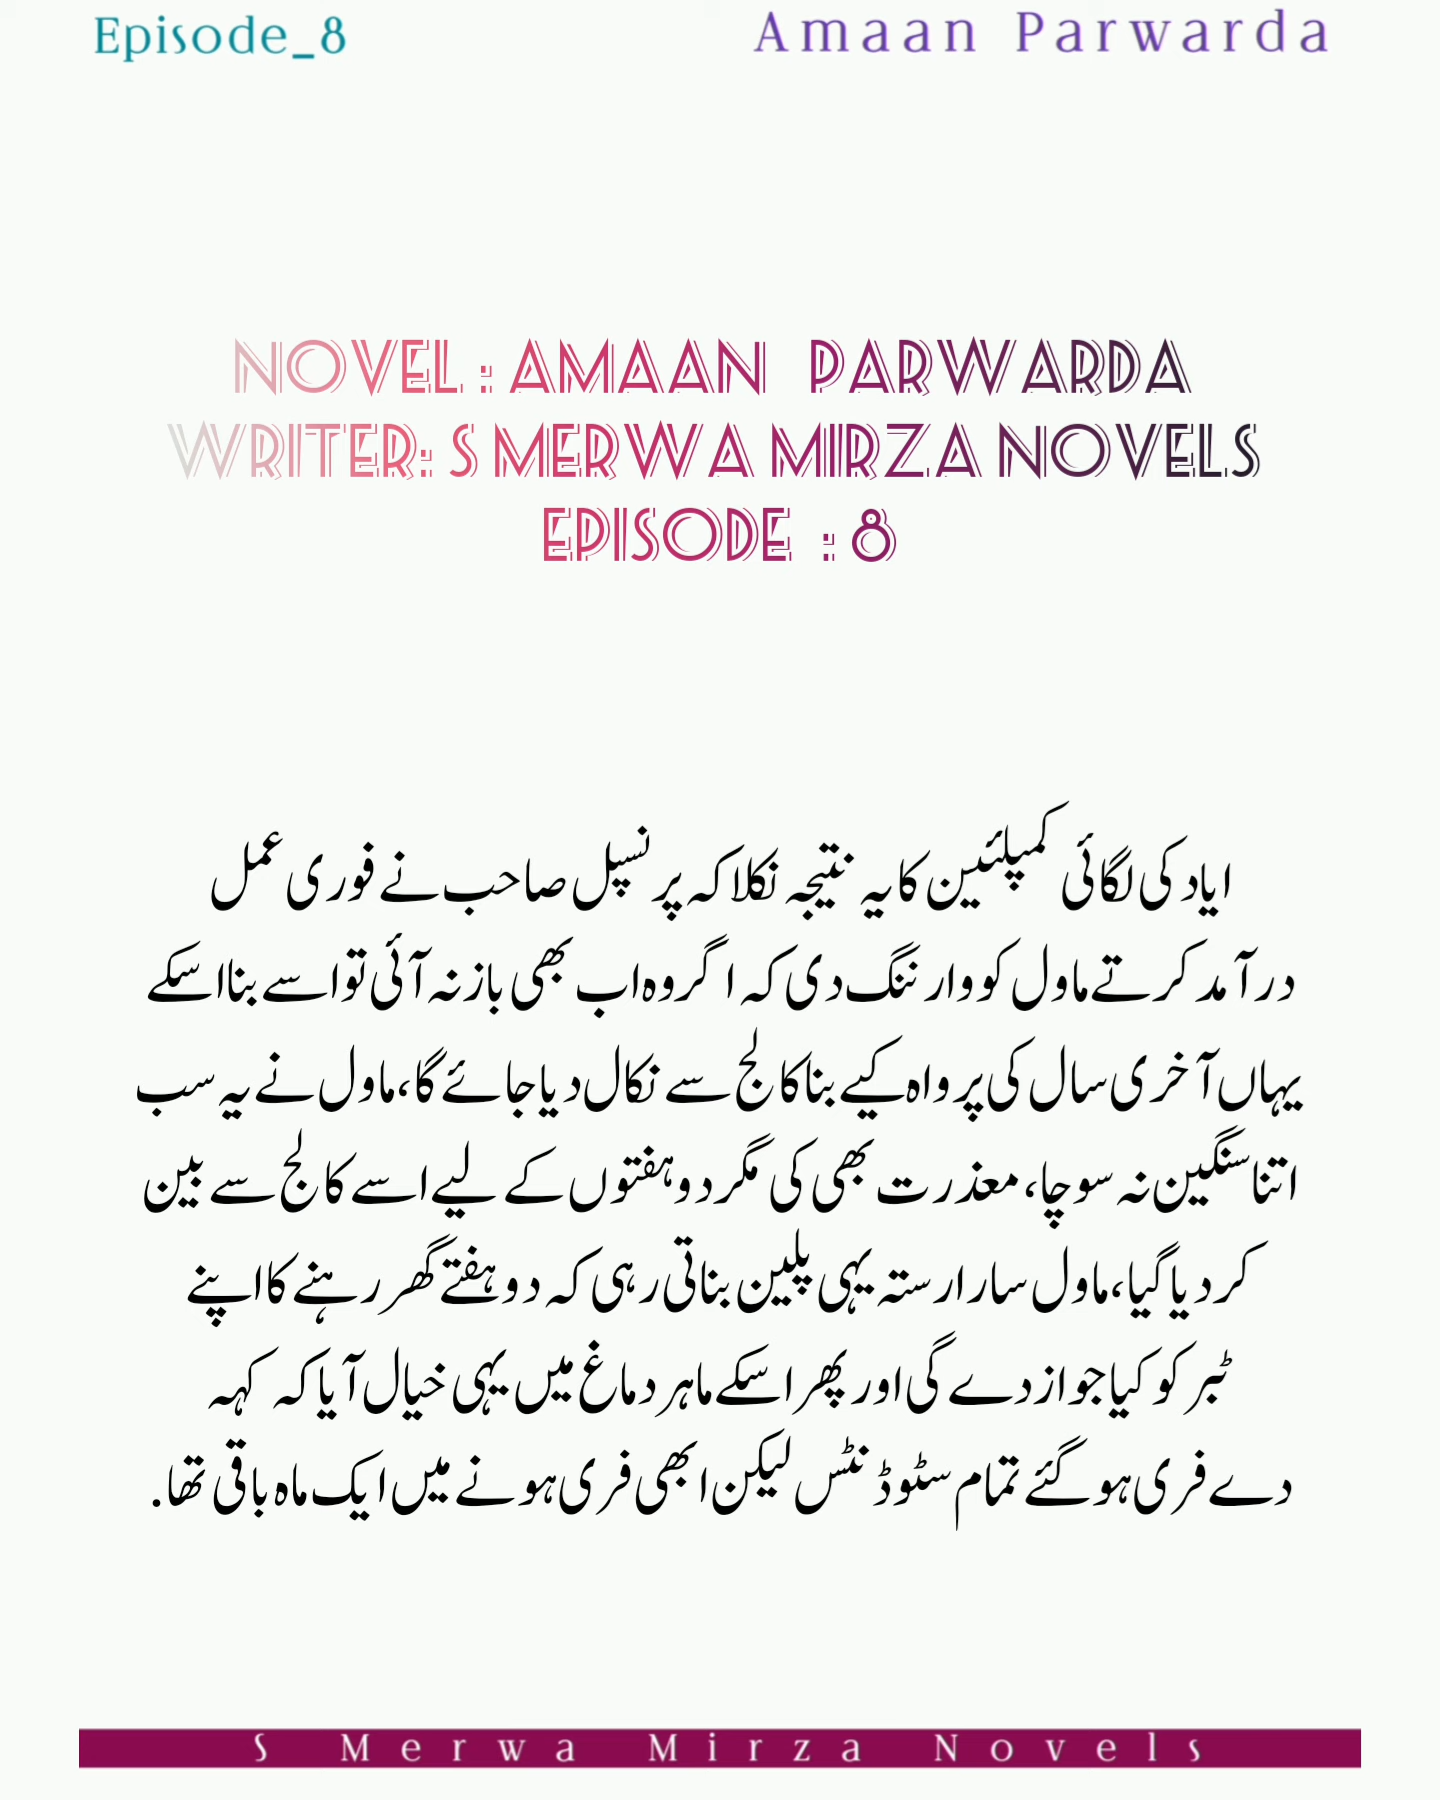 Episode_8
Amaan Parwarda
NOVEL : AMAAN PARWARDA
WRITER: S MERWA MIRZA NOVELS
EPISODE : 8
ایاد کی لگائی کمپلئین کا یہ نتیجہ نکلا کہ پرنسپل صاحب نے فوری عمل
درآمد کرتے ماول کو وارننگ دی کہ اگر وہ اب بھی باز نہ آئی تو اسے بنا اسکے
یہاں آخری سال کی پرواہ کیے بنا کالج سے نکال دیا جائے گا، ماول نے یہ سب
اتنا سنگین نہ سوچا، معذرت بھی کی مگر دو ہفتوں کے لیے اسے کالج سے بین
کر دیا گیا، ماول سارا رستہ یہی پلین بناتی رہی کہ دو ہفتے گھر رہنے کا اپنے
ٹبر کو کیا جواز دے گی اور پھر اسکے ماہر دماغ میں یہی خیال آیا کہ کہہ
دے فری ہو گئے تمام سٹوڈنٹس لیکن ابھی فری ہونے میں ایک ماہ باقی تھا.
S Merwa Mirza Novels